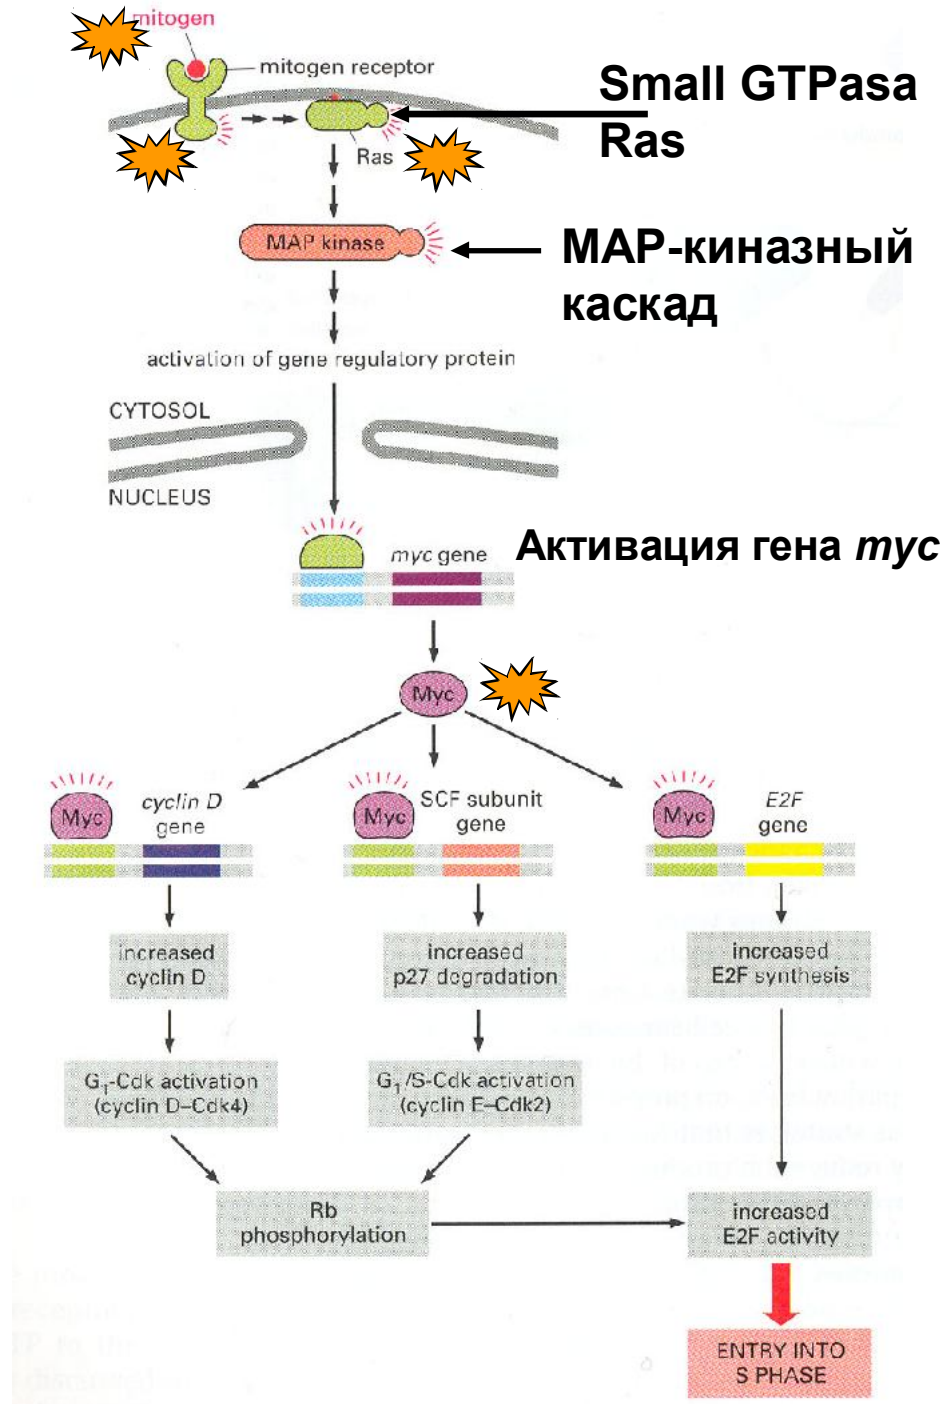 mitogen
mitogen receptor
Small GTPasa
Ras
Ras
MAP kinase
МАР-киназный
каскад
activation of gene regulatory protein
CYTOSOL
NUCLEUS
myc gene
Активация гена myc
Myc
Myc
cyclin D
gene
Myc
SCF subunit
gene
Myc
E2F
gene
increased
cyclin D
increased
p27 degradation
increased
E2F synthesis
G1-Cdk activation
(cyclin D–Cdk4)
G1/S-Cdk activation
(cyclin E–Cdk2)
Rb
phosphorylation
increased
E2F activity
ENTRY INTO
S PHASE